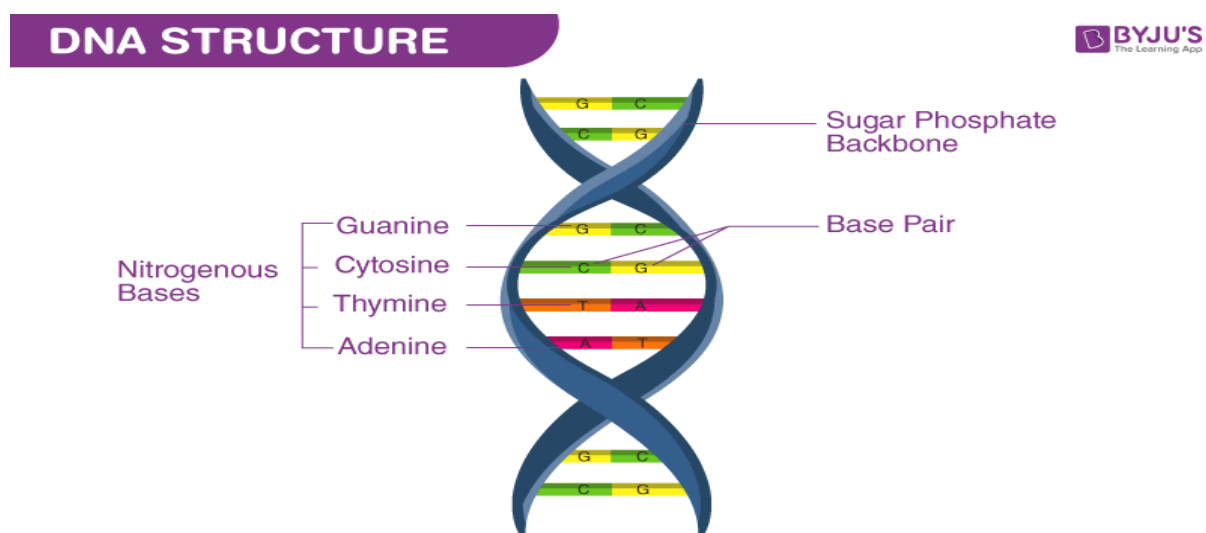 DNA STRUCTURE
BYJU'S
The Learning App
G C
C G
Sugar Phosphate
Backbone
Guanine
G C
Base Pair
Nitrogenous
Bases
Cytosine
C G
Thymine
T A
Adenine
A T
G C
C G